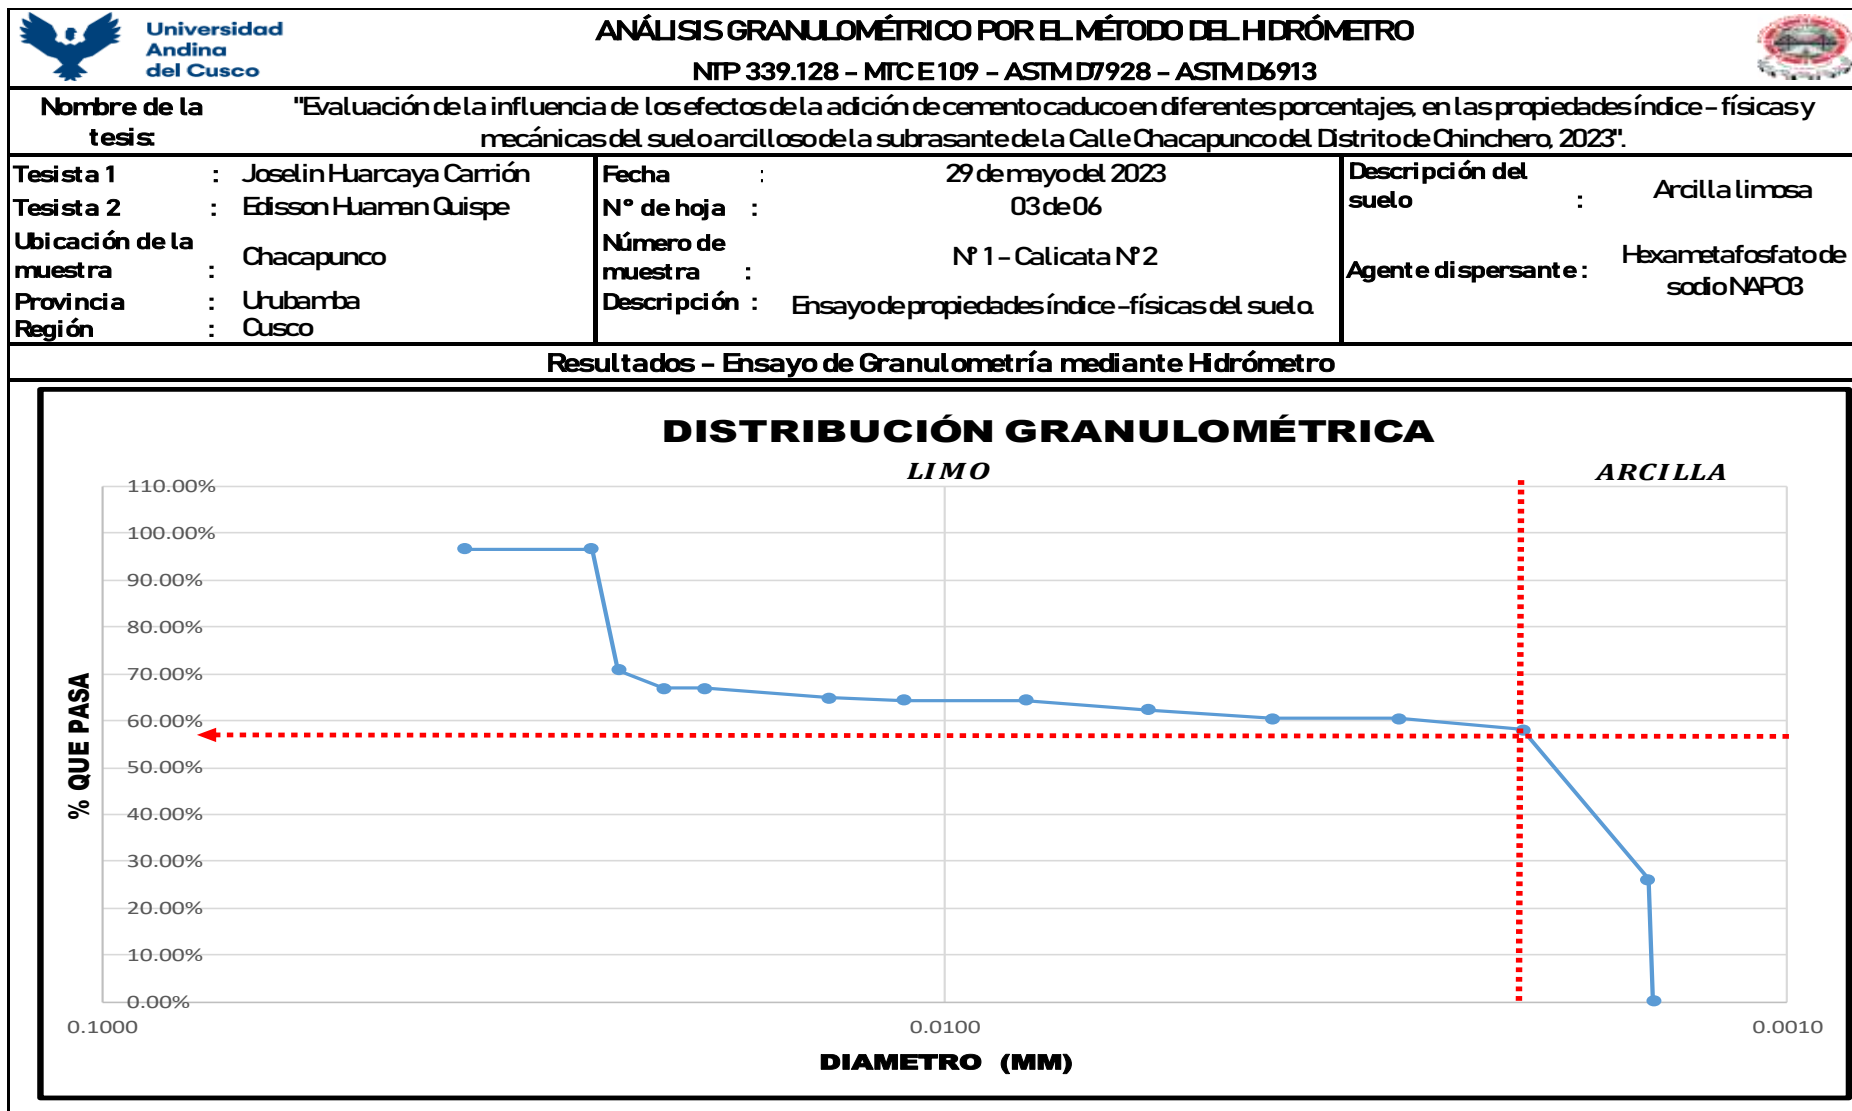 Universidad
Andina
del Cusco
ANÁLISIS GRANULOMÉTRICO POR EL MÉTODO DEL HIDRÓMETRO
NTP 339.128 – MTC E 109 – ASTM D7928 – ASTM D6913
Nombre de la
tesis:
"Evaluación de la influencia de los efectos de la adición de cemento caduco en diferentes porcentajes, en las propiedades índice – físicas y
mecánicas del suelo arcilloso de la subrasante de la Calle Chacapunco del Distrito de Chinchero, 2023".
Tesista 1 : Joselin Huarcaya Carrión
Tesista 2 : Edisson Huaman Quispe
Ubicación de la
muestra : Chacapunco
Provincia : Urubamba
Región : Cusco
Fecha : 29 de mayo del 2023
N° de hoja : 03 de 06
Número de
muestra : N° 1 – Calicata N° 2
Descripción : Ensayo de propiedades índice –físicas del suelo.
Descripción del
suelo : Arcilla limosa
Agente dispersante : Hexametafosfato de
sodio NAPO3
Resultados – Ensayo de Granulometría mediante Hidrómetro
DISTRIBUCIÓN GRANULOMÉTRICA
LIMO
ARCILLA
110.00%
100.00%
90.00%
80.00%
70.00%
60.00%
50.00%
40.00%
30.00%
20.00%
10.00%
0.00%
% QUE PASA
0.1000
0.0100
0.0010
DIAMETRO (MM)